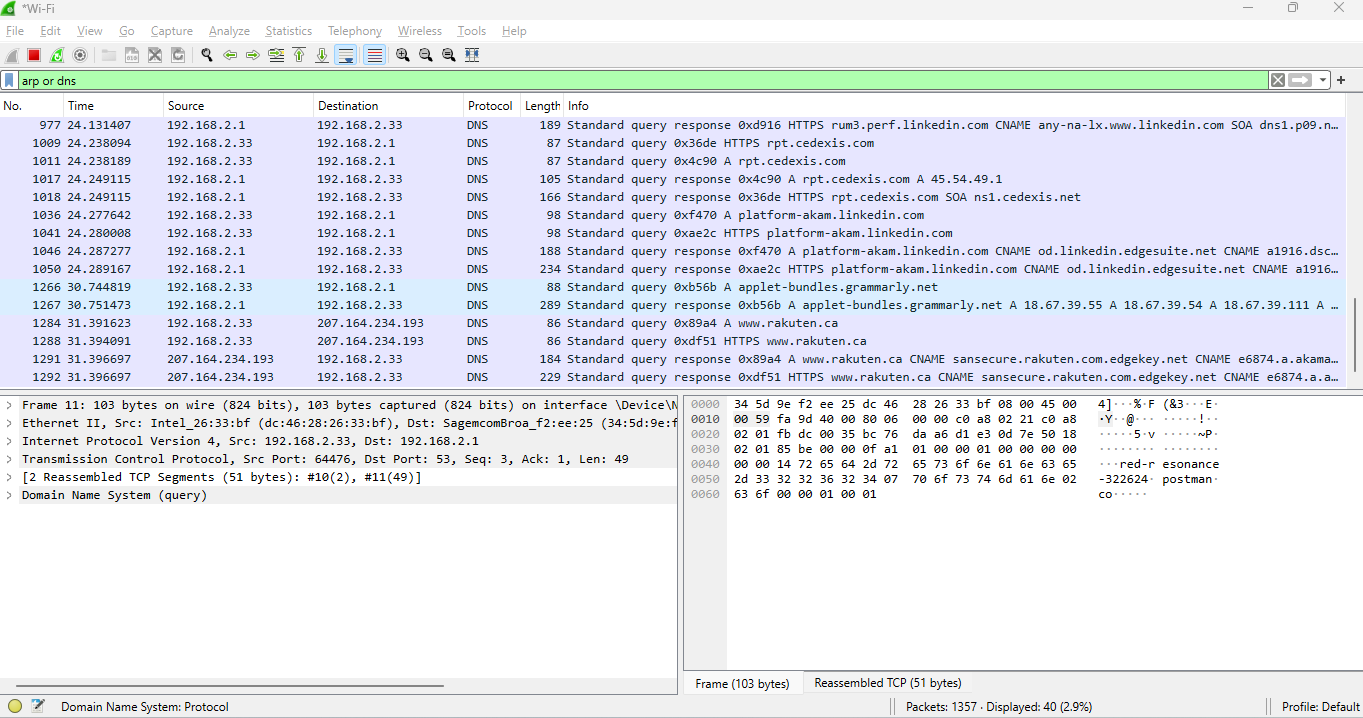 *Wi-Fi
File Edit View Go Capture Analyze Statistics Telephony Wireless Tools Help
arp or dns
No. Time Source Destination Protocol Length Info
977 24.131407 192.168.2.1 192.168.2.33 DNS 189 Standard query response 0xd916 HTTPS rum3.perf.linkedin.com CNAME any-na-lx.www.linkedin.com SOA dns1.p09.n…
1009 24.238094 192.168.2.33 192.168.2.1 DNS 87 Standard query 0x36de HTTPS rpt.cedexis.com
1011 24.238189 192.168.2.33 192.168.2.1 DNS 87 Standard query 0x4c90 A rpt.cedexis.com
1017 24.249115 192.168.2.1 192.168.2.33 DNS 105 Standard query response 0x4c90 A rpt.cedexis.com A 45.54.49.1
1018 24.249115 192.168.2.1 192.168.2.33 DNS 166 Standard query response 0x36de HTTPS rpt.cedexis.com SOA ns1.cedexis.net
1036 24.277642 192.168.2.33 192.168.2.1 DNS 98 Standard query 0xf470 A platform-akam.linkedin.com
1041 24.280008 192.168.2.33 192.168.2.1 DNS 98 Standard query 0xae2c HTTPS platform-akam.linkedin.com
1046 24.287277 192.168.2.1 192.168.2.33 DNS 188 Standard query response 0xf470 A platform-akam.linkedin.com CNAME od.linkedin.edgesuite.net CNAME a1916.dsc…
1050 24.289167 192.168.2.1 192.168.2.33 DNS 234 Standard query response 0xae2c HTTPS platform-akam.linkedin.com CNAME od.linkedin.edgesuite.net CNAME a1916…
1266 30.744819 192.168.2.33 192.168.2.1 DNS 88 Standard query 0xb56b A applet-bundles.grammarly.net
1267 30.751473 192.168.2.1 192.168.2.33 DNS 289 Standard query response 0xb56b A applet-bundles.grammarly.net A 18.67.39.55 A 18.67.39.54 A 18.67.39.111 A …
1284 31.391623 192.168.2.33 207.164.234.193 DNS 86 Standard query 0x89a4 A www.rakuten.ca
1288 31.394091 192.168.2.33 207.164.234.193 DNS 86 Standard query 0xdf51 HTTPS www.rakuten.ca
1291 31.396697 207.164.234.193 192.168.2.33 DNS 184 Standard query response 0x89a4 A www.rakuten.ca CNAME sansecure.rakuten.com.edgekey.net CNAME e6874.a.akama…
1292 31.396697 207.164.234.193 192.168.2.33 DNS 229 Standard query response 0xdf51 HTTPS www.rakuten.ca CNAME sansecure.rakuten.com.edgekey.net CNAME e6874.a.a…
Frame 11: 103 bytes on wire (824 bits), 103 bytes captured (824 bits) on interface \Device\N
Ethernet II, Src: Intel_26:33:bf (dc:46:28:26:33:bf), Dst: SagemcomBroa_f2:ee:25 (34:5d:9e:f
Internet Protocol Version 4, Src: 192.168.2.33, Dst: 192.168.2.1
Transmission Control Protocol, Src Port: 64476, Dst Port: 53, Seq: 3, Ack: 1, Len: 49
[2 Reassembled TCP Segments (51 bytes): #10(2), #11(49)]
Domain Name System (query)
0000 34 5d 9e f2 ee 25 dc 46 28 26 33 bf 08 00 45 00 4]···%·F (&3···E·
0010 00 59 fa 9d 40 00 80 06 00 00 c0 a8 02 21 c0 a8 ·Y··@··· ·····!··
0020 02 01 fb dc 00 35 bc 76 da a6 d1 e3 0d 7e 50 18 ·····5·v ·····~P·
0030 02 01 85 be 00 00 0f a1 01 00 00 01 00 00 00 00 ········ ········
0040 00 00 14 72 65 64 2d 72 65 73 6f 6e 61 6e 63 65 ···red-r esonance
0050 2d 33 32 32 36 32 34 07 70 6f 73 74 6d 61 6e 02 -322624· postman·
0060 63 6f 00 00 01 00 01 co·····
Frame (103 bytes) Reassembled TCP (51 bytes)
Domain Name System: Protocol
Packets: 1357 · Displayed: 40 (2.9%)
Profile: Default